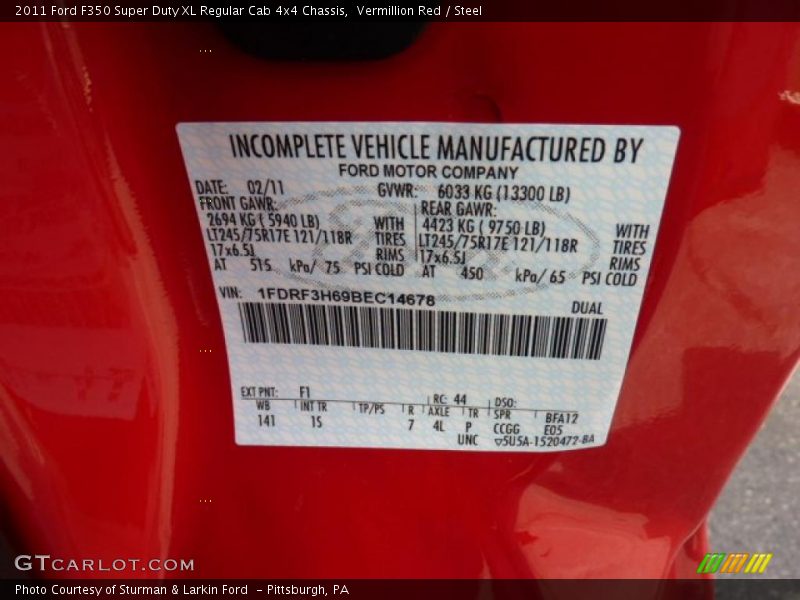 2011 Ford F350 Super Duty XL Regular Cab 4x4 Chassis,  Vermillion Red / Steel
INCOMPLETE VEHICLE MANUFACTURED BY
FORD MOTOR COMPANY
DATE: 02/11 GVWR: 6033 KG (13300 LB)
FRONT GAWR: REAR GAWR:
2694 KG ( 5940 LB) WITH 4423 KG ( 9750 LB) WITH
LT245/75R17E 121/118R TIRES LT245/75R17E 121/118R TIRES
17x6.5J RIMS 17x6.5J RIMS
AT 515 kPa/ 75 PSI COLD AT 450 kPa/ 65 PSI COLD
VIN: 1FDRF3H69BEC14678 DUAL
EXT PNT: F1 RC: 44 DSO:
WB INT TR TP/PS R AXLE TR SPR BFA12
141 1S 7 4L P CCGG E05
UNC ▽5U5A-1520472-BA
GTCARLOT.COM
Photo Courtesy of Sturman & Larkin Ford  - Pittsburgh, PA